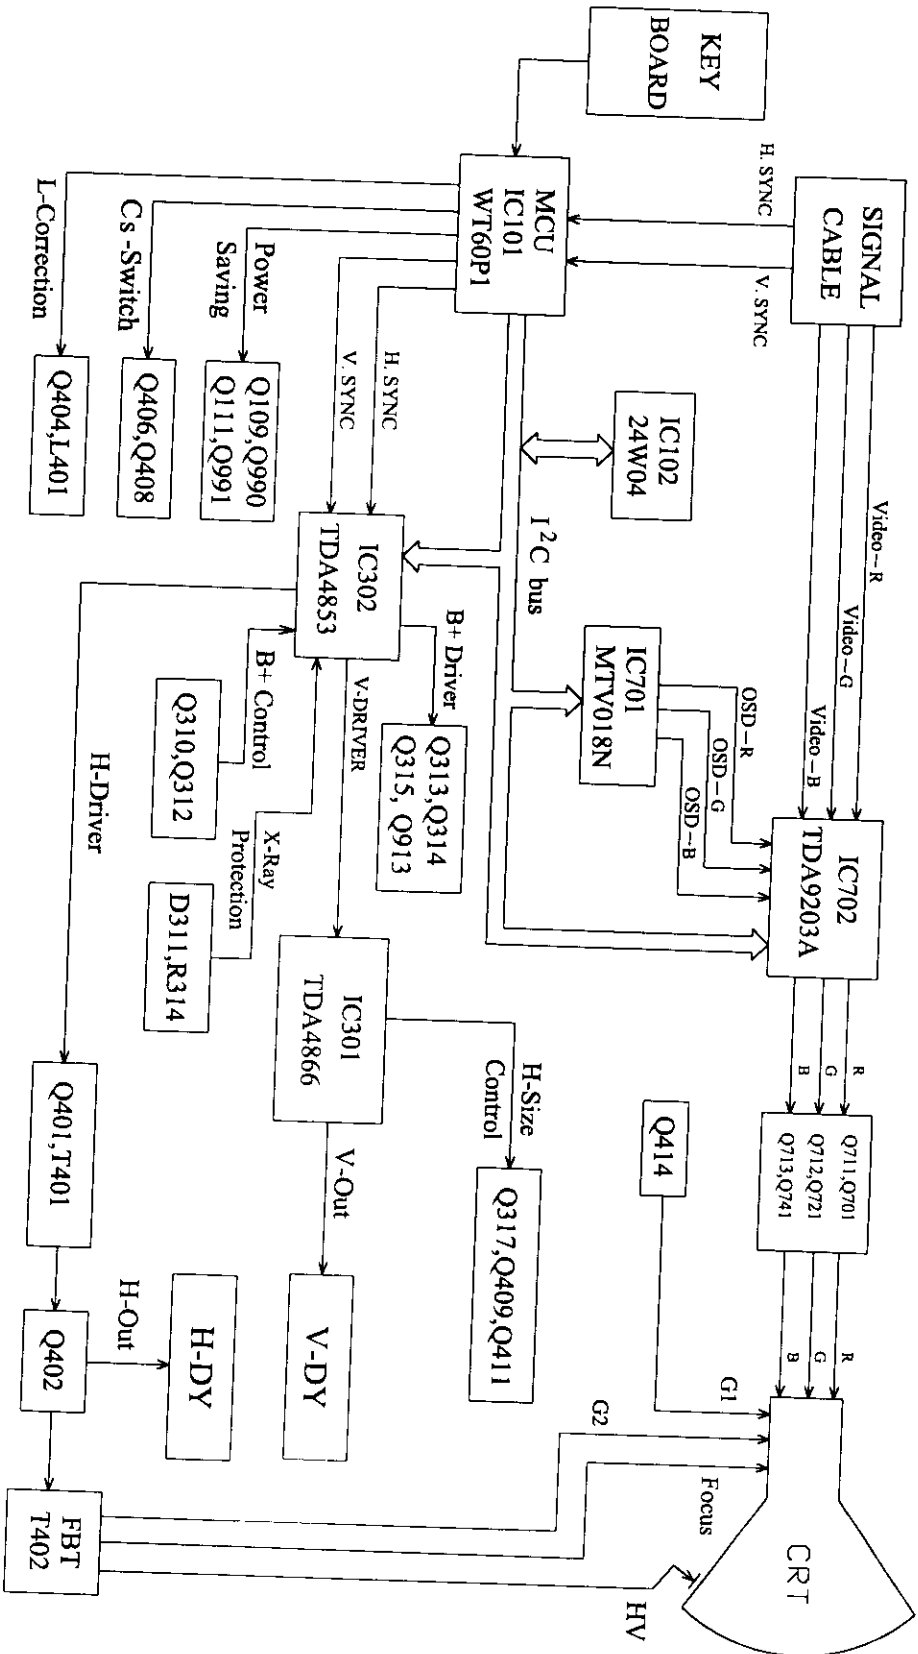 SIGNAL
CABLE
Video-R
Video-G
Video-B
KEY
BOARD
H. SYNC
V. SYNC
MCU
IC101
WT60P1
IC102
24W04
I²C bus
IC701
MTV018N
OSD-R
OSD-G
OSD-B
IC702
TDA9203A
R
G
B
Q711,Q701
Q712,Q721
Q713,Q741
R
G
B
CRT
Q414
G1
G2
Focus
HV
H. SYNC
V. SYNC
Power
Saving
Q109,Q990
Q111,Q991
Cs -Switch
Q406,Q408
L-Correction
Q404,L401
IC302
TDA4853
B+ Driver
Q313,Q314
Q315, Q913
V-DRIVER
B+ Control
Q310,Q312
X-Ray
Protection
D311,R314
IC301
TDA4866
H-Size
Control
Q317,Q409,Q411
V-Out
V-DY
H-Driver
Q401,T401
H-Out
H-DY
Q402
FBT
T402